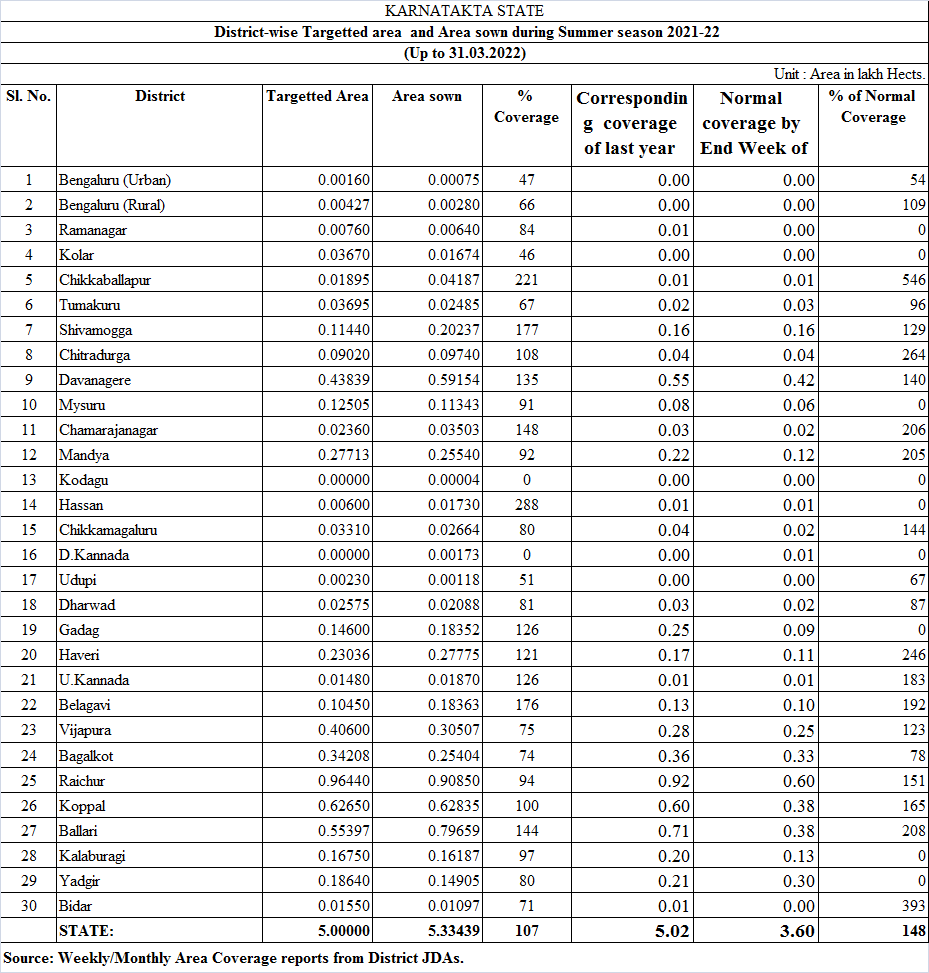 KARNATAKTA STATE
District-wise Targetted area and Area sown during Summer season 2021-22
(Up to 31.03.2022)
Unit : Area in lakh Hects.
Sl. No. District Targetted Area Area sown % Coverage Correspondin g coverage of last year Normal coverage by End Week of % of Normal Coverage
1 Bengaluru (Urban) 0.00160 0.00075 47 0.00 0.00 54
2 Bengaluru (Rural) 0.00427 0.00280 66 0.00 0.00 109
3 Ramanagar 0.00760 0.00640 84 0.01 0.00 0
4 Kolar 0.03670 0.01674 46 0.00 0.00 0
5 Chikkaballapur 0.01895 0.04187 221 0.01 0.01 546
6 Tumakuru 0.03695 0.02485 67 0.02 0.03 96
7 Shivamogga 0.11440 0.20237 177 0.16 0.16 129
8 Chitradurga 0.09020 0.09740 108 0.04 0.04 264
9 Davanagere 0.43839 0.59154 135 0.55 0.42 140
10 Mysuru 0.12505 0.11343 91 0.08 0.06 0
11 Chamarajanagar 0.02360 0.03503 148 0.03 0.02 206
12 Mandya 0.27713 0.25540 92 0.22 0.12 205
13 Kodagu 0.00000 0.00004 0 0.00 0.00 0
14 Hassan 0.00600 0.01730 288 0.01 0.01 0
15 Chikkamagaluru 0.03310 0.02664 80 0.04 0.02 144
16 D.Kannada 0.00000 0.00173 0 0.00 0.01 0
17 Udupi 0.00230 0.00118 51 0.00 0.00 67
18 Dharwad 0.02575 0.02088 81 0.03 0.02 87
19 Gadag 0.14600 0.18352 126 0.25 0.09 0
20 Haveri 0.23036 0.27775 121 0.17 0.11 246
21 U.Kannada 0.01480 0.01870 126 0.01 0.01 183
22 Belagavi 0.10450 0.18363 176 0.13 0.10 192
23 Vijapura 0.40600 0.30507 75 0.28 0.25 123
24 Bagalkot 0.34208 0.25404 74 0.36 0.33 78
25 Raichur 0.96440 0.90850 94 0.92 0.60 151
26 Koppal 0.62650 0.62835 100 0.60 0.38 165
27 Ballari 0.55397 0.79659 144 0.71 0.38 208
28 Kalaburagi 0.16750 0.16187 97 0.20 0.13 0
29 Yadgir 0.18640 0.14905 80 0.21 0.30 0
30 Bidar 0.01550 0.01097 71 0.01 0.00 393
STATE: 5.00000 5.33439 107 5.02 3.60 148
Source: Weekly/Monthly Area Coverage reports from District JDAs.